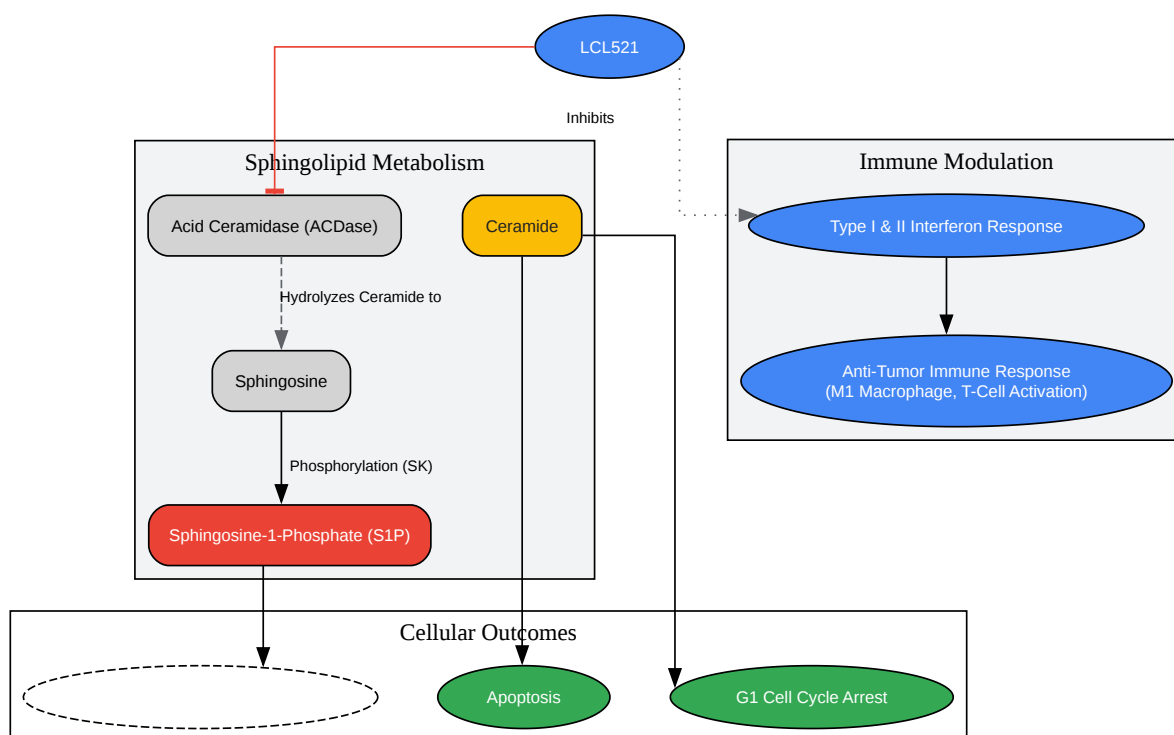 LCL521
Inhibits
Sphingolipid Metabolism
Immune Modulation
Acid Ceramidase (ACDase)
Ceramide
Type I & II Interferon Response
Hydrolyzes Ceramide to
Sphingosine
Anti-Tumor Immune Response
(M1 Macrophage, T-Cell Activation)
Phosphorylation (SK)
Sphingosine-1-Phosphate (S1P)
Cellular Outcomes
Apoptosis
G1 Cell Cycle Arrest